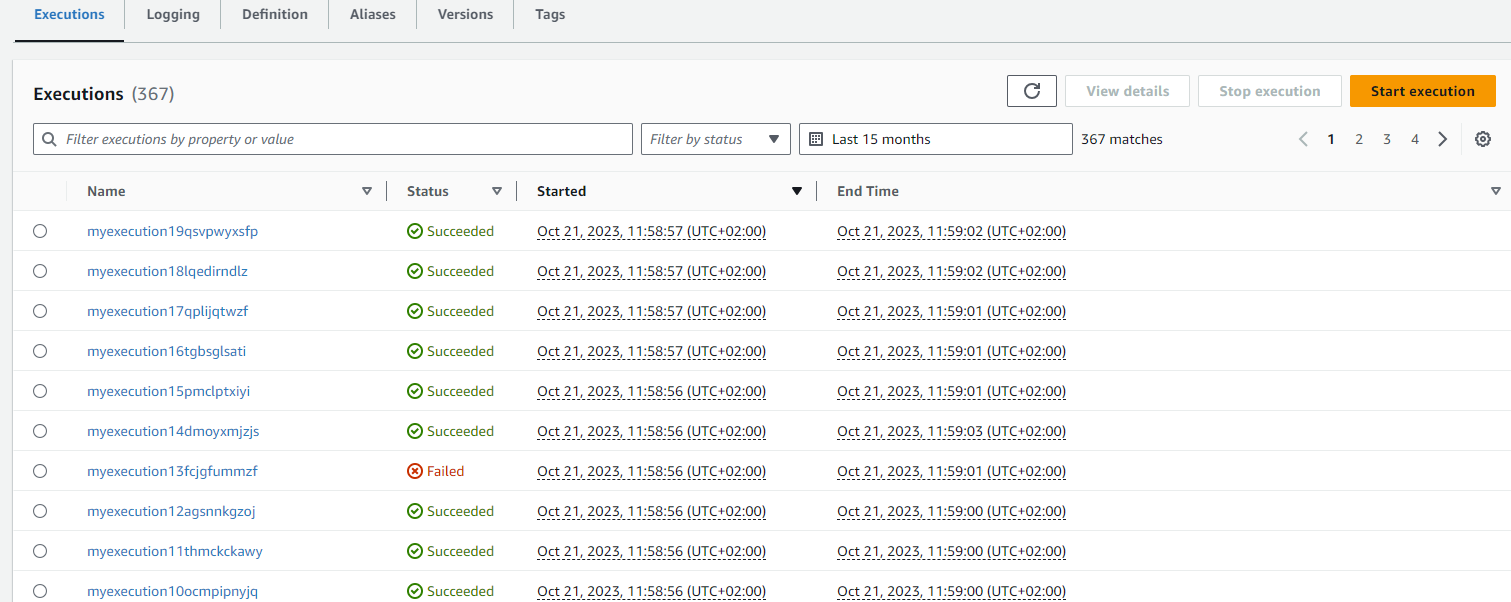 Executions Logging Definition Aliases Versions Tags
Executions (367) View details Stop execution Start execution
Filter executions by property or value Filter by status Last 15 months 367 matches 1 2 3 4
Name Status Started End Time
myexecution19qsvpwyxsfp Succeeded Oct 21, 2023, 11:58:57 (UTC+02:00) Oct 21, 2023, 11:59:02 (UTC+02:00)
myexecution18lqedirndlz Succeeded Oct 21, 2023, 11:58:57 (UTC+02:00) Oct 21, 2023, 11:59:02 (UTC+02:00)
myexecution17qplijqtwzf Succeeded Oct 21, 2023, 11:58:57 (UTC+02:00) Oct 21, 2023, 11:59:01 (UTC+02:00)
myexecution16tgbsglsati Succeeded Oct 21, 2023, 11:58:57 (UTC+02:00) Oct 21, 2023, 11:59:01 (UTC+02:00)
myexecution15pmclptxiyi Succeeded Oct 21, 2023, 11:58:56 (UTC+02:00) Oct 21, 2023, 11:59:01 (UTC+02:00)
myexecution14dmoyxmjzjs Succeeded Oct 21, 2023, 11:58:56 (UTC+02:00) Oct 21, 2023, 11:59:03 (UTC+02:00)
myexecution13fcjgfummzf Failed Oct 21, 2023, 11:58:56 (UTC+02:00) Oct 21, 2023, 11:59:01 (UTC+02:00)
myexecution12agsnnkgzoj Succeeded Oct 21, 2023, 11:58:56 (UTC+02:00) Oct 21, 2023, 11:59:00 (UTC+02:00)
myexecution11thmckckawy Succeeded Oct 21, 2023, 11:58:56 (UTC+02:00) Oct 21, 2023, 11:59:00 (UTC+02:00)
myexecution10ocmpipnyjq Succeeded Oct 21, 2023, 11:58:56 (UTC+02:00) Oct 21, 2023, 11:59:00 (UTC+02:00)